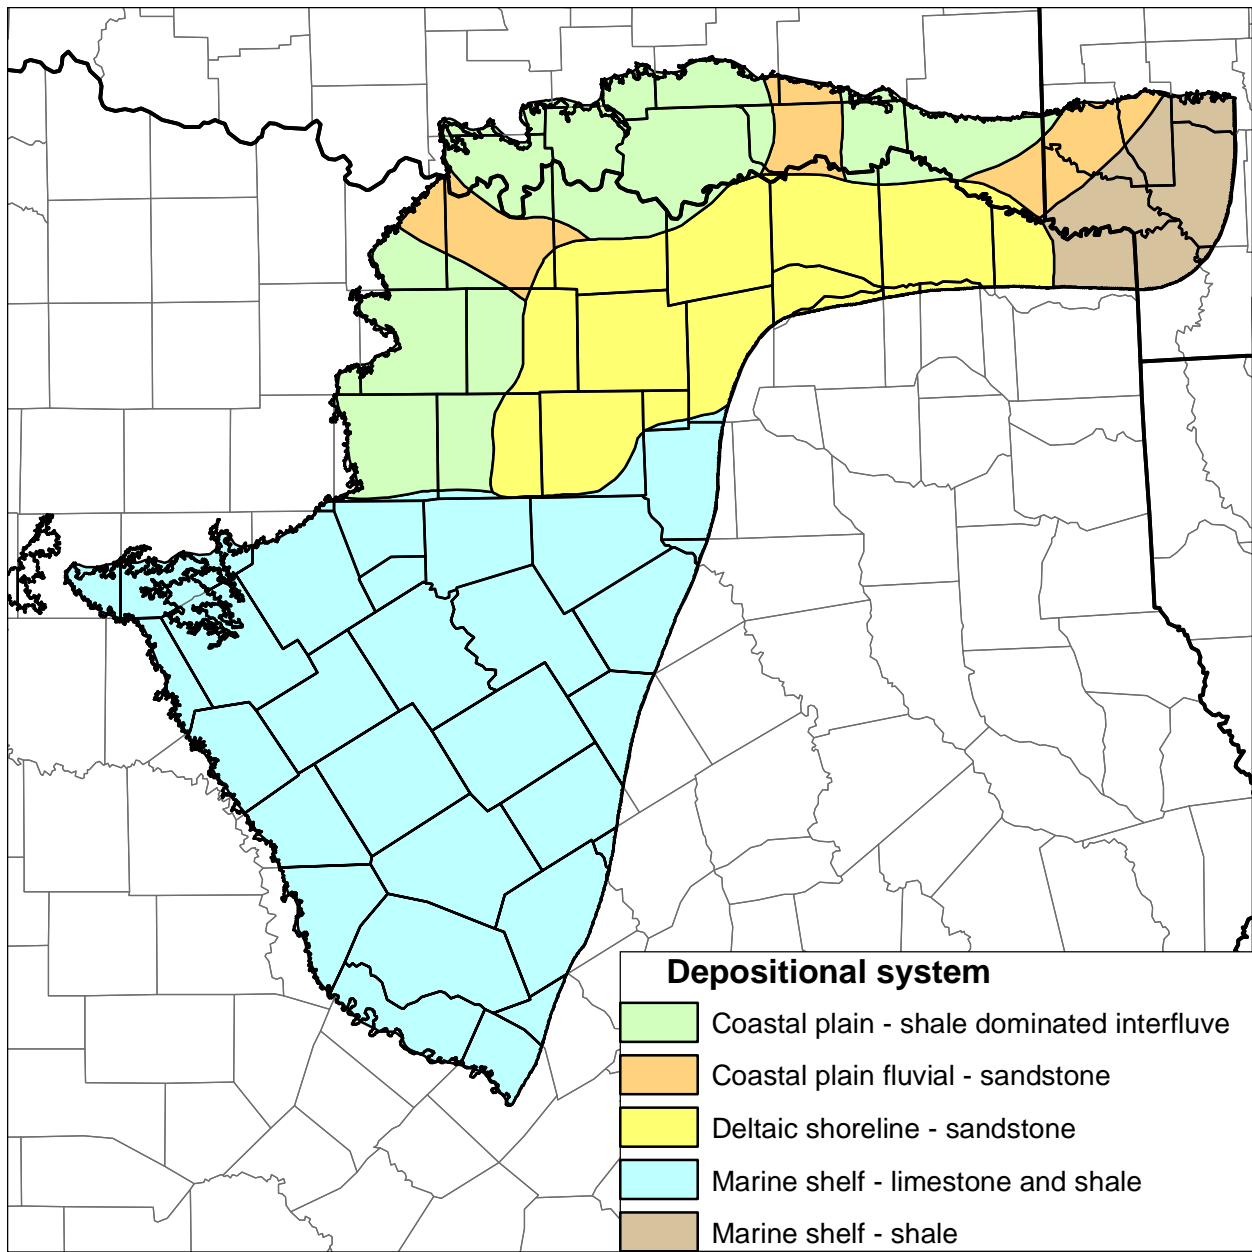 Depositional system
Coastal plain - shale dominated interfluve
Coastal plain fluvial - sandstone
Deltaic shoreline - sandstone
Marine shelf - limestone and shale
Marine shelf - shale